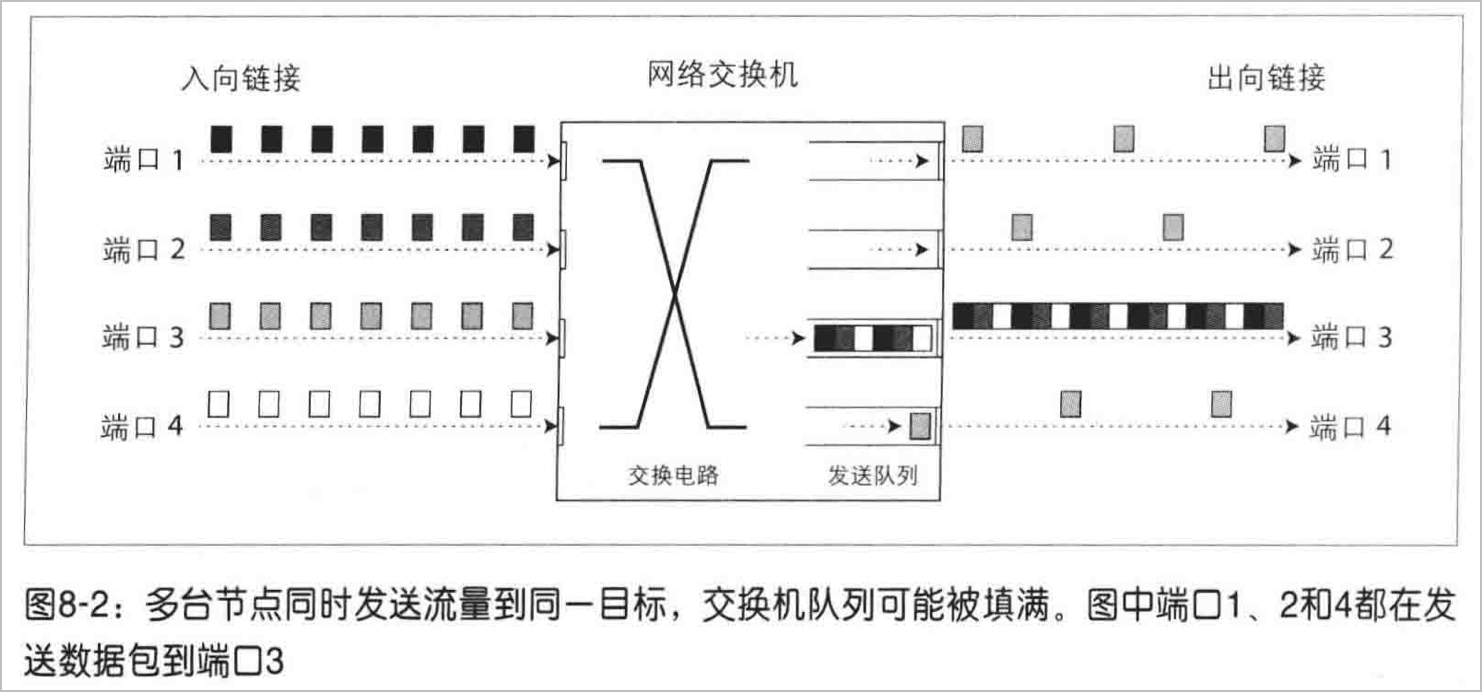 入向链接 网络交换机 出向链接
端口 1 端口 1
端口 2 端口 2
端口 3 端口 3
端口 4 端口 4
交换电路 发送队列
图8-2：多台节点同时发送流量到同一目标，交换机队列可能被填满。图中端口1、2和4都在发
送数据包到端口3